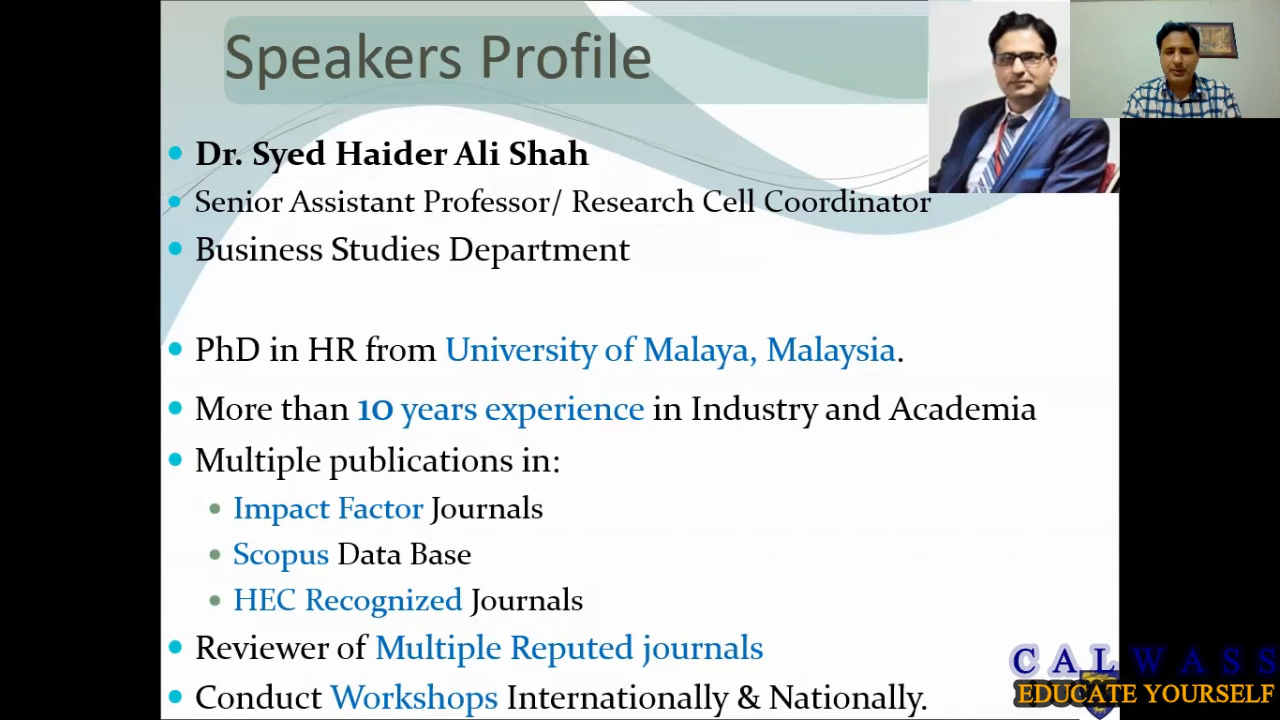 Speakers Profile
Dr. Syed Haider Ali Shah
Senior Assistant Professor/ Research Cell Coordinator
Business Studies Department
PhD in HR from University of Malaya, Malaysia.
More than 10 years experience in Industry and Academia
Multiple publications in:
Impact Factor Journals
Scopus Data Base
HEC Recognized Journals
Reviewer of Multiple Reputed journals
Conduct Workshops Internationally & Nationally.
CALWASS
EDUCATE YOURSELF